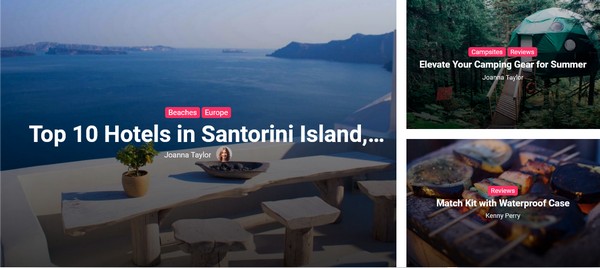 Beaches Europe
Top 10 Hotels in Santorini Island,...
Joanna Taylor
Campsites Reviews
Elevate Your Camping Gear for Summer
Joanna Taylor
Reviews
Match Kit with Waterproof Case
Kenny Perry